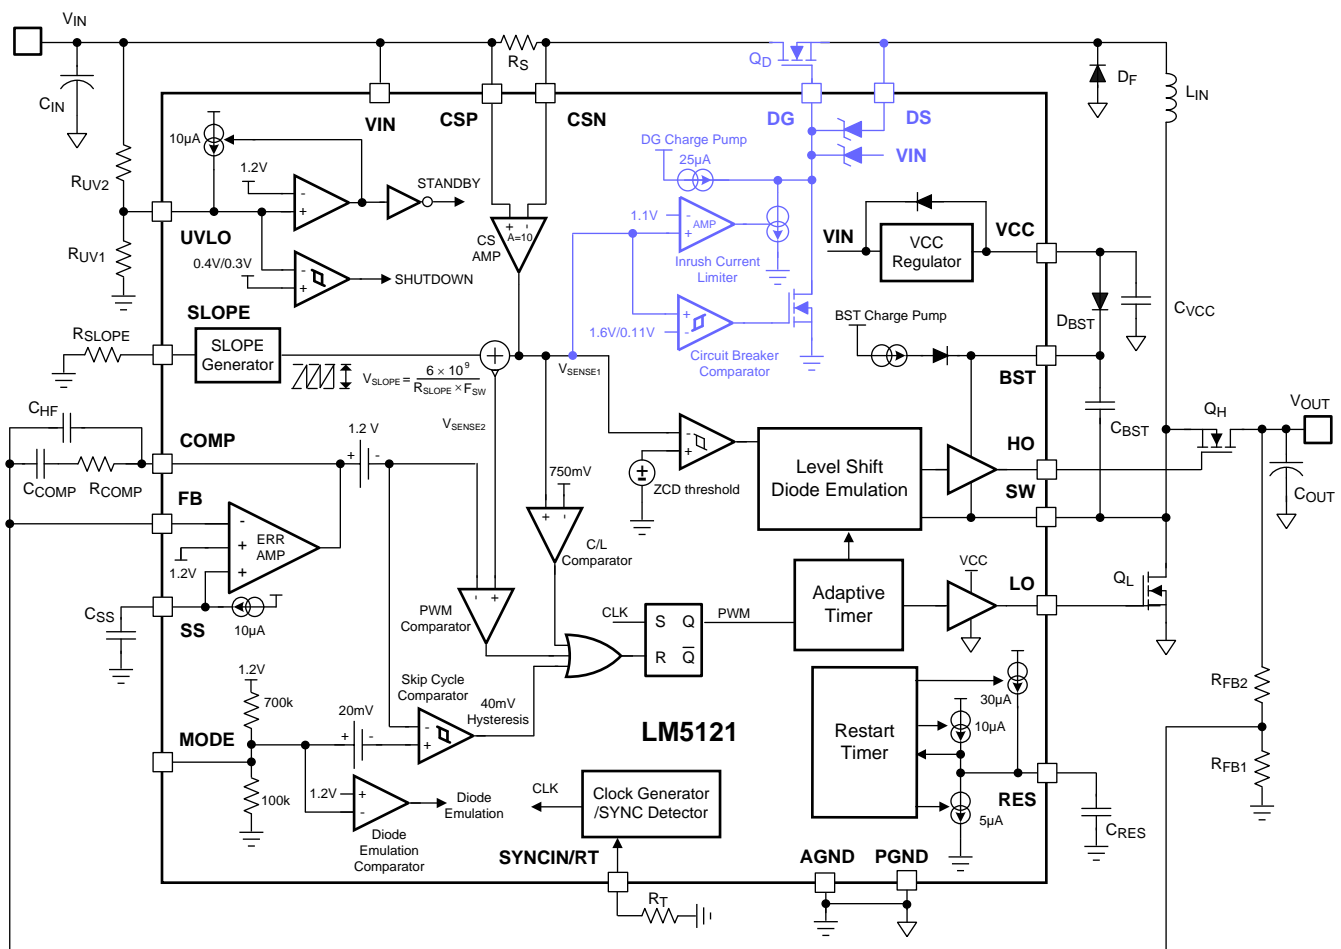 VIN
RS
QD
DF
LIN
CIN
VIN
CSP
CSN
DG
DS
10µA
DG Charge Pump
25µA
VIN
RUV2
1.2V
-
+
STANDBY
1.1V
-
+
AMP
UVLO
+ -
A=10
CS
AMP
VIN
VCC
Regulator
VCC
RUV1
0.4V/0.3V
-
+
SHUTDOWN
Inrush Current
Limiter
CVCC
SLOPE
+
-
1.6V/0.11V
BST Charge Pump
DBST
RSLOPE
SLOPE
Generator
+
VSLOPE = 6 × 10^9 / RSLOPE × FSW
VSENSE1
Circuit Breaker
Comparator
BST
CHF
VSENSE2
QH
VOUT
COMP
1.2 V
+ -
-
+
CBST
HO
CCOMP
RCOMP
750mV
±
ZCD threshold
Level Shift
Diode Emulation
SW
COUT
FB
-
ERR
AMP
+
+
1.2V
+ -
C/L
Comparator
VCC
QL
LO
CSS
SS
10µA
- +
PWM
Comparator
CLK
S Q
R Q̅
PWM
Adaptive
Timer
1.2V
700k
Skip Cycle
Comparator
40mV
Hysteresis
30µA
RFB2
MODE
20mV
+ -
-
+
LM5121
Restart
Timer
10µA
RFB1
100k
1.2V
+
-
Diode
Emulation
CLK
Clock Generator
/SYNC Detector
5µA
RES
CRES
Diode
Emulation
Comparator
SYNCIN/RT
AGND
PGND
RT